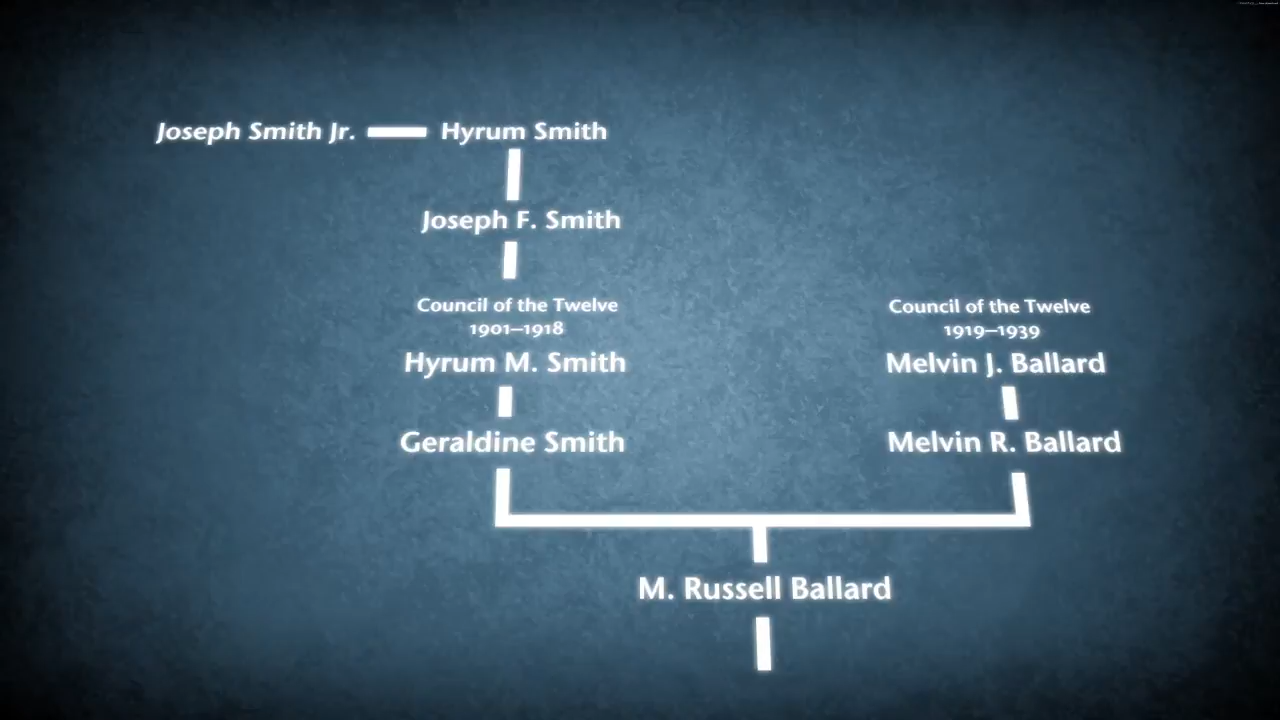 Joseph Smith Jr. Hyrum Smith
Joseph F. Smith
Council of the Twelve
1901–1918
Hyrum M. Smith
Geraldine Smith
Council of the Twelve
1919–1939
Melvin J. Ballard
Melvin R. Ballard
M. Russell Ballard